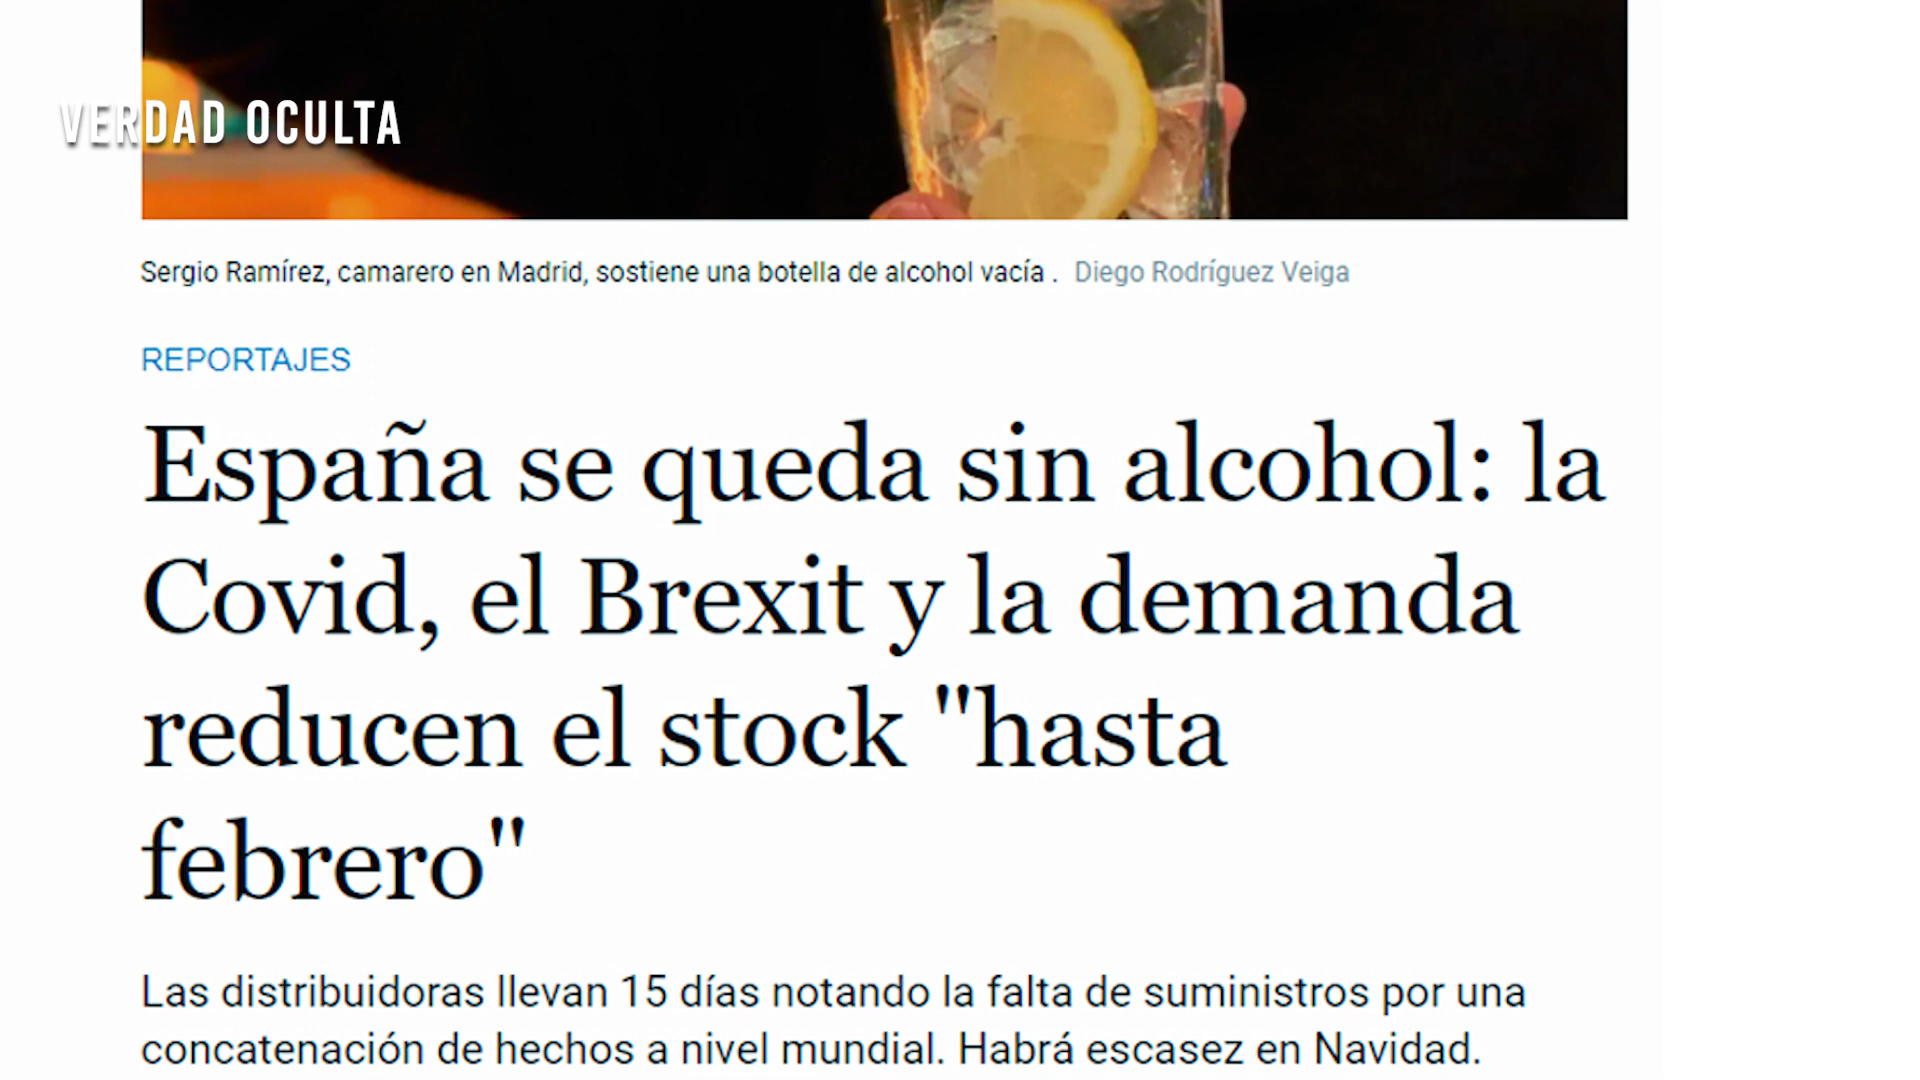 VERDAD OCULTA
Sergio Ramírez, camarero en Madrid, sostiene una botella de alcohol vacía . Diego Rodríguez Veiga
REPORTAJES
España se queda sin alcohol: la
Covid, el Brexit y la demanda
reducen el stock "hasta
febrero"
Las distribuidoras llevan 15 días notando la falta de suministros por una
concatenación de hechos a nivel mundial. Habrá escasez en Navidad.